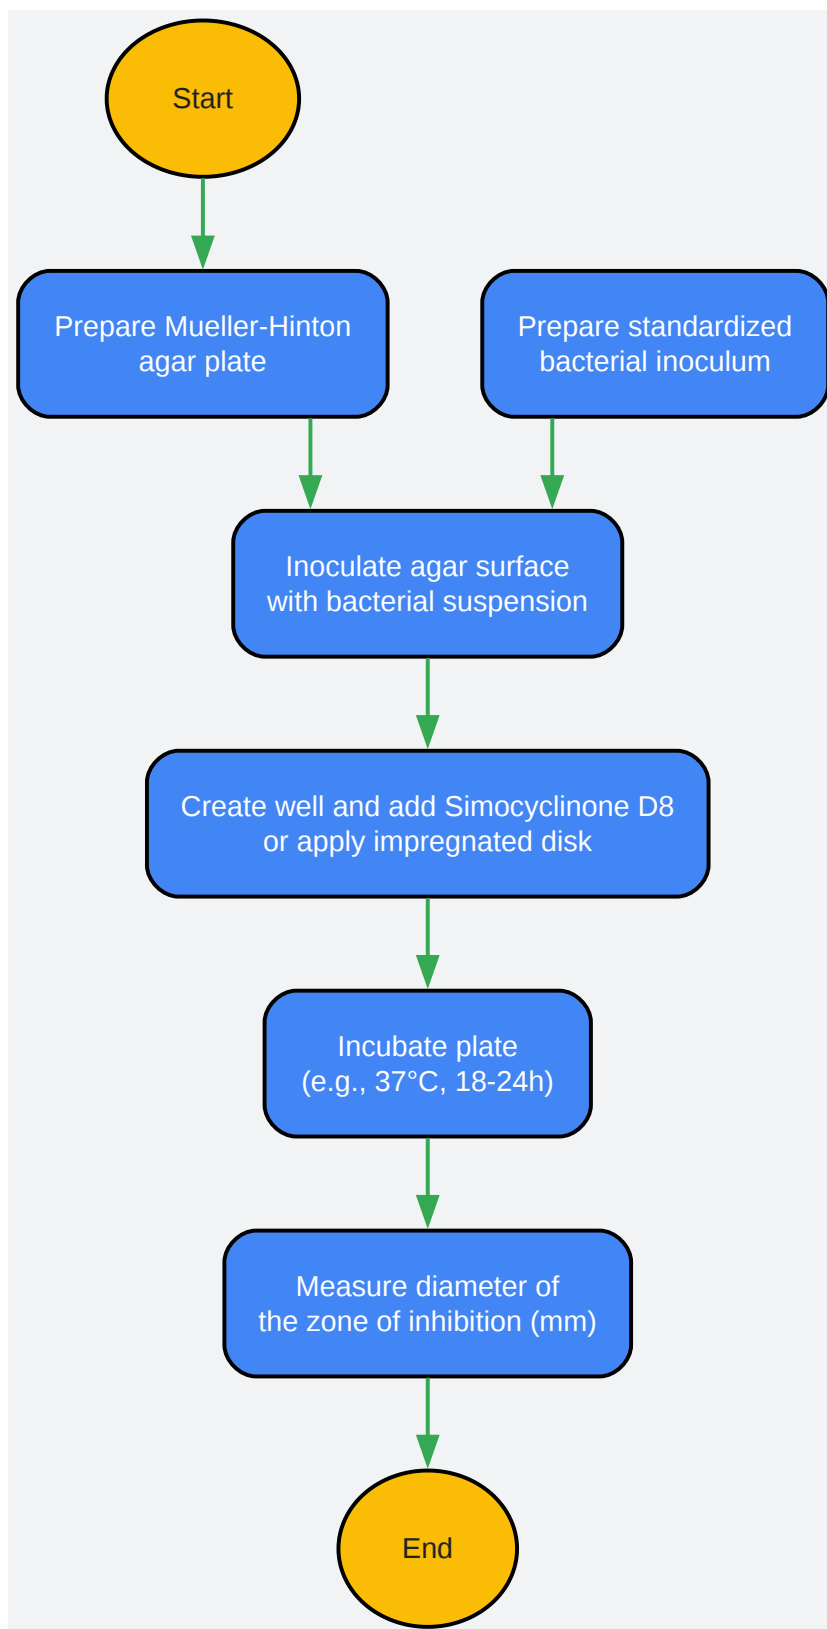 Start
Prepare Mueller-Hinton
agar plate
Prepare standardized
bacterial inoculum
Inoculate agar surface
with bacterial suspension
Create well and add Simocyclinone D8
or apply impregnated disk
Incubate plate
(e.g., 37°C, 18-24h)
Measure diameter of
the zone of inhibition (mm)
End